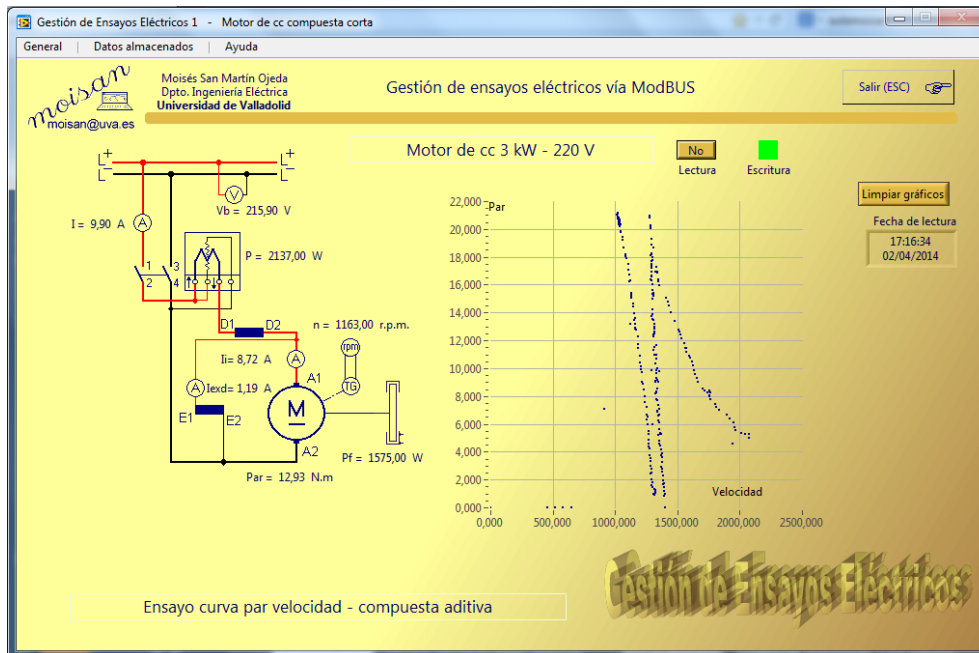 Gestión de Ensayos Eléctricos 1 - Motor de cc compuesta corta
General | Datos almacenados | Ayuda
moisan
moisan@uva.es
Moisés San Martín Ojeda
Dpto. Ingeniería Eléctrica
Universidad de Valladolid
Gestión de ensayos eléctricos vía ModBUS
Salir (ESC)
Motor de cc 3 kW - 220 V
No
Lectura
Escritura
Limpiar gráficos
Fecha de lectura
17:16:34
02/04/2014
L+
L-
L+
L-
V
Vb = 215,90 V
I = 9,90 A
A
P = 2137,00 W
1 3
2 4
D1 D2
n = 1163,00 r.p.m.
rpm
Ii= 8,72 A
A
A Iexd= 1,19 A
A1
TG
E1 E2
M
A2
Pf = 1575,00 W
Par = 12,93 N.m
Par
22,000
20,000
18,000
16,000
14,000
12,000
10,000
8,000
6,000
4,000
2,000
0,000
Velocidad
0,000 500,000 1000,000 1500,000 2000,000 2500,000
Gestión de Ensayos Eléctricos
Ensayo curva par velocidad - compuesta aditiva